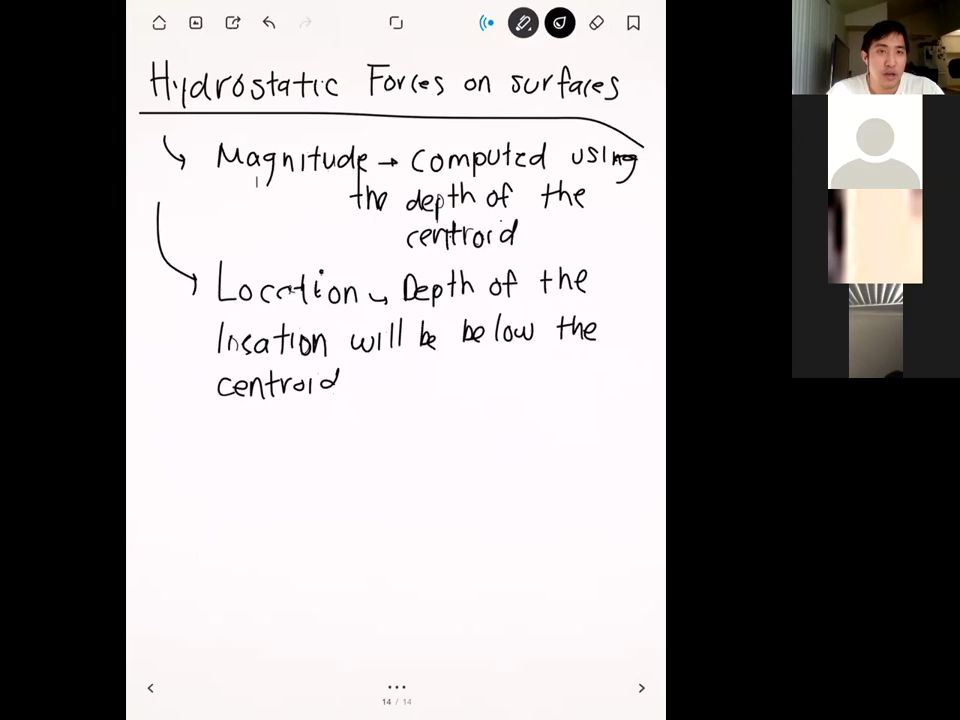 Hydrostatic Forces on surfaces
Magnitude → computed using
the depth of the
centroid
Location ↳ Depth of the
location will be below the
centroid
14 / 14